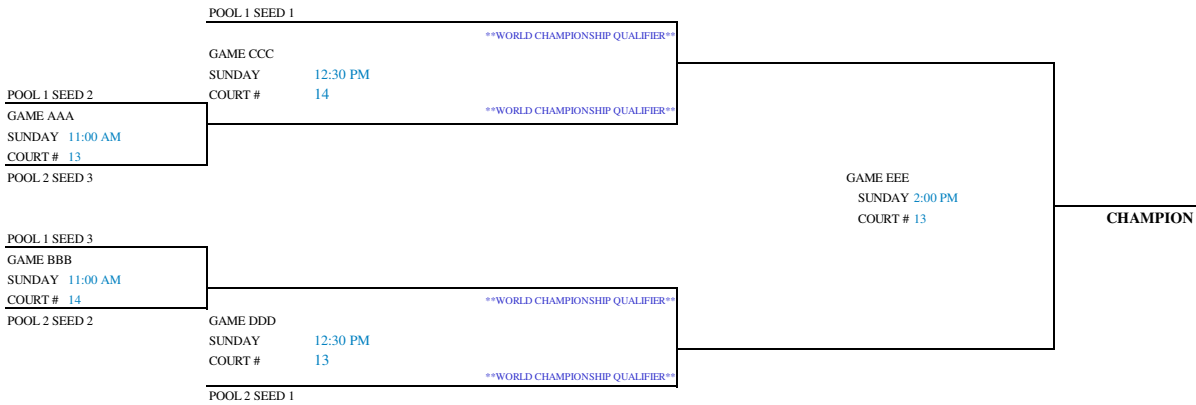 POOL 1 SEED 1
**WORLD CHAMPIONSHIP QUALIFIER**
GAME CCC
SUNDAY 12:30 PM
COURT # 14
**WORLD CHAMPIONSHIP QUALIFIER**
POOL 1 SEED 2
GAME AAA
SUNDAY 11:00 AM
COURT # 13
POOL 2 SEED 3
GAME EEE
SUNDAY 2:00 PM
COURT # 13
CHAMPION
POOL 1 SEED 3
GAME BBB
SUNDAY 11:00 AM
COURT # 14
POOL 2 SEED 2
**WORLD CHAMPIONSHIP QUALIFIER**
GAME DDD
SUNDAY 12:30 PM
COURT # 13
**WORLD CHAMPIONSHIP QUALIFIER**
POOL 2 SEED 1